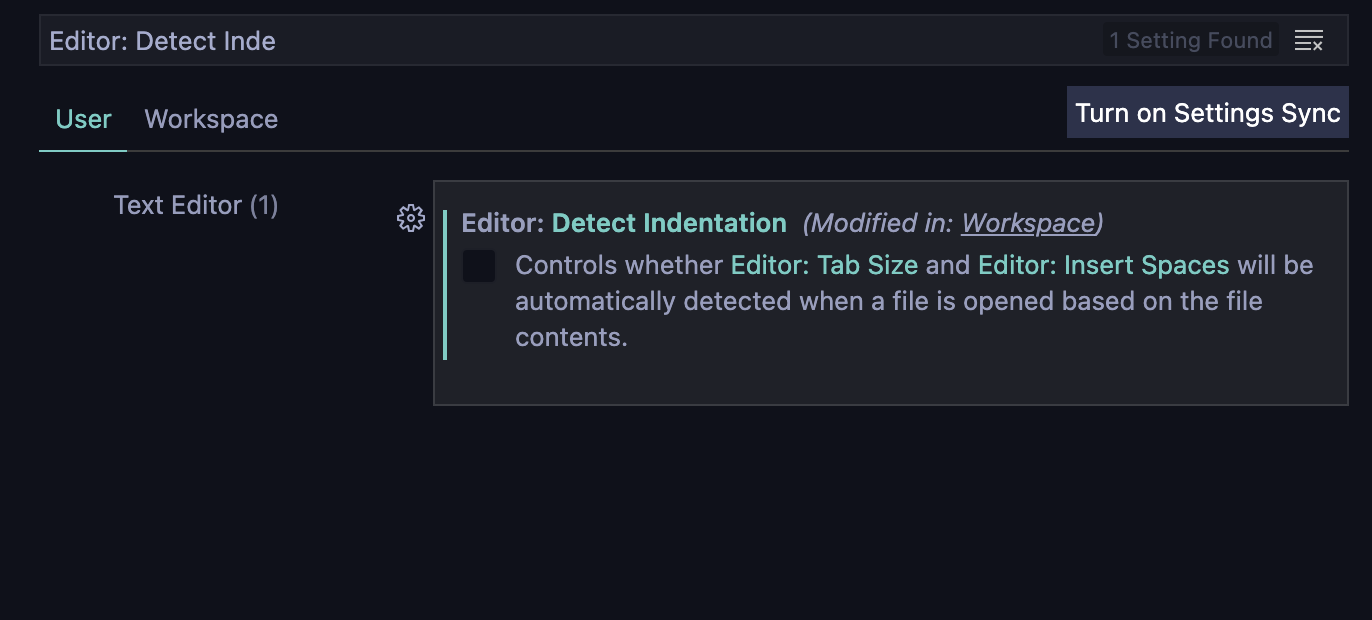 Editor: Detect Inde
1 Setting Found
User
Workspace
Turn on Settings Sync
Text Editor (1)
Editor: Detect Indentation (Modified in: Workspace)
Controls whether Editor: Tab Size and Editor: Insert Spaces will be
automatically detected when a file is opened based on the file
contents.